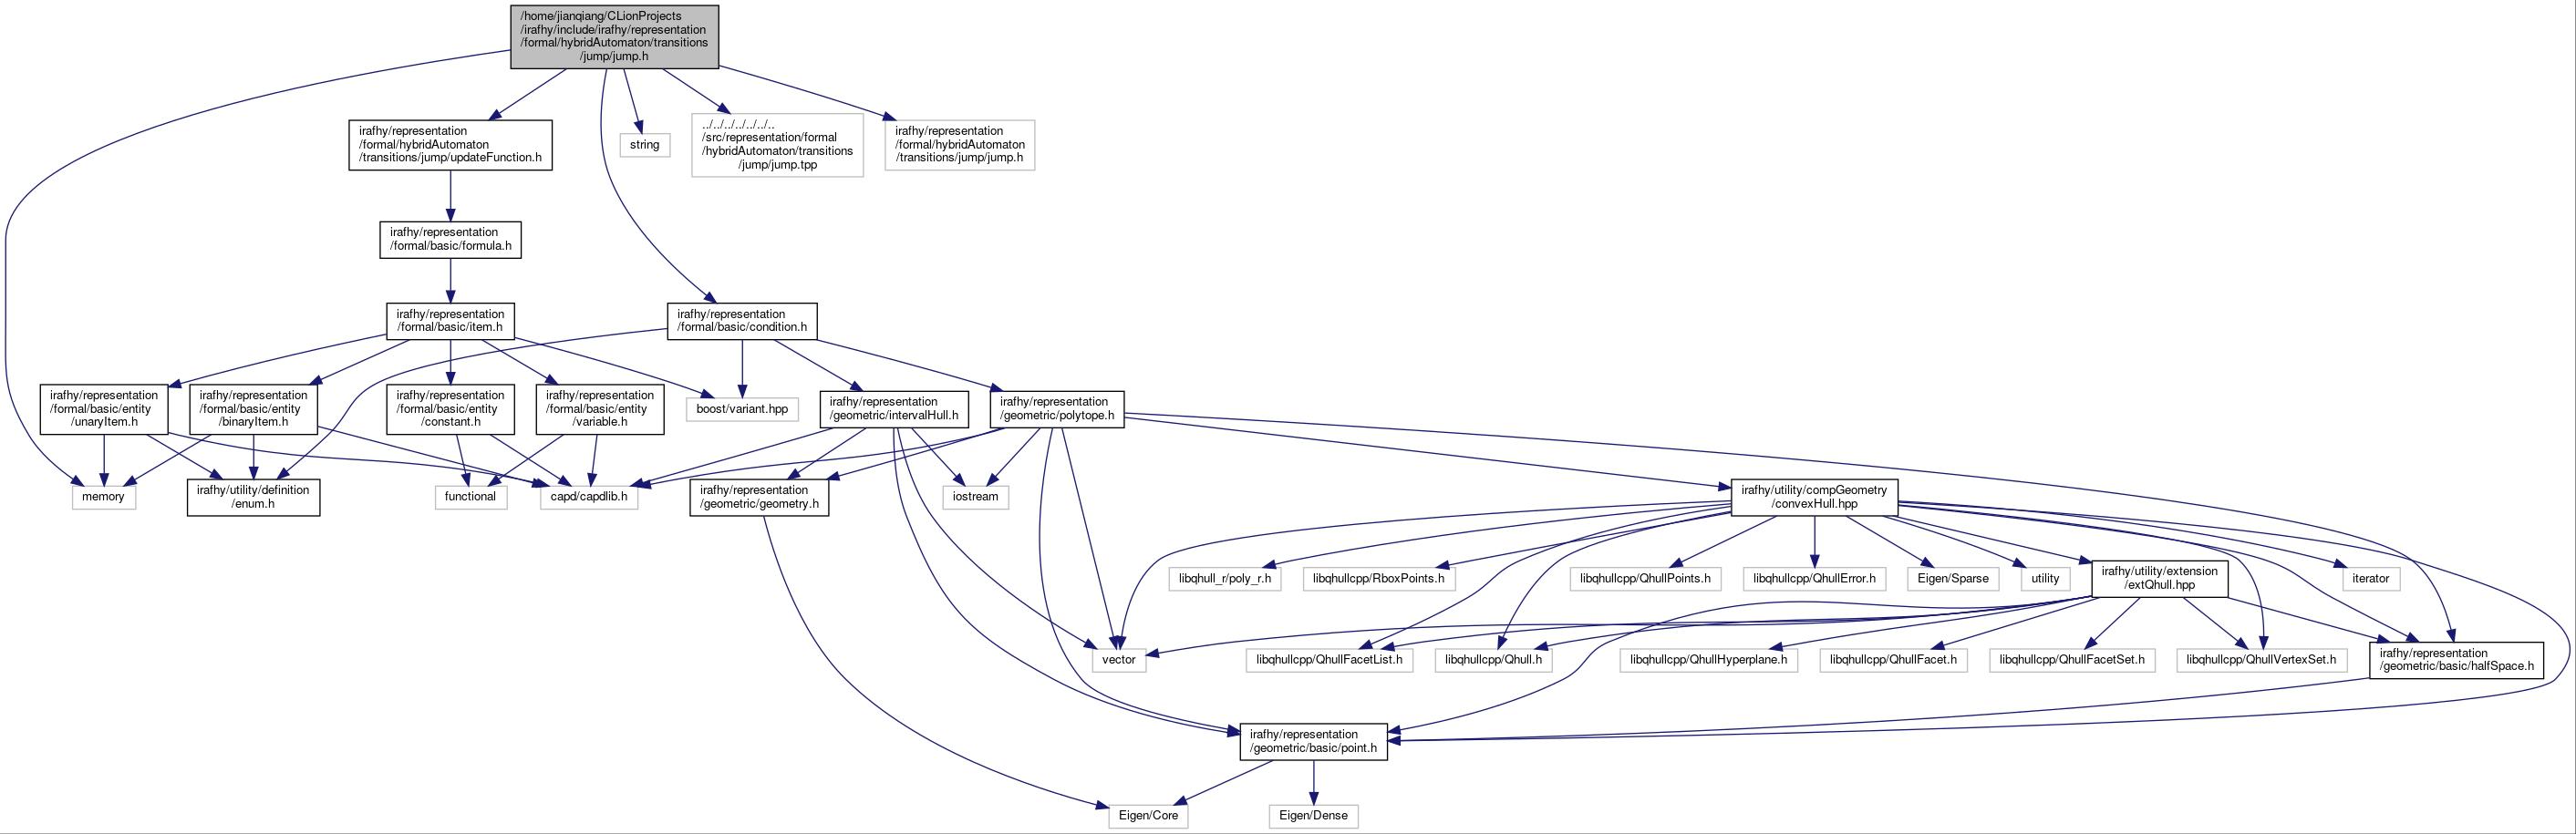 /home/jianqiang/CLionProjects
/irafhy/include/irafhy/representation
/formal/hybridAutomaton/transitions
/jump/jump.h
irafhy/representation
/formal/hybridAutomaton
/transitions/jump/updateFunction.h
string
../../../../../../..
/src/representation/formal
/hybridAutomaton/transitions
/jump/jump.tpp
irafhy/representation
/formal/hybridAutomaton
/transitions/jump/jump.h
irafhy/representation
/formal/basic/formula.h
irafhy/representation
/formal/basic/item.h
irafhy/representation
/formal/basic/condition.h
irafhy/representation
/formal/basic/entity
/unaryItem.h
irafhy/representation
/formal/basic/entity
/binaryItem.h
irafhy/representation
/formal/basic/entity
/constant.h
irafhy/representation
/formal/basic/entity
/variable.h
boost/variant.hpp
irafhy/representation
/geometric/intervalHull.h
irafhy/representation
/geometric/polytope.h
memory
irafhy/utility/definition
/enum.h
functional
capd/capdlib.h
irafhy/representation
/geometric/geometry.h
iostream
irafhy/utility/compGeometry
/convexHull.hpp
libqhull_r/poly_r.h
libqhullcpp/RboxPoints.h
libqhullcpp/QhullPoints.h
libqhullcpp/QhullError.h
Eigen/Sparse
utility
irafhy/utility/extension
/extQhull.hpp
iterator
vector
libqhullcpp/QhullFacetList.h
libqhullcpp/Qhull.h
libqhullcpp/QhullHyperplane.h
libqhullcpp/QhullFacet.h
libqhullcpp/QhullFacetSet.h
libqhullcpp/QhullVertexSet.h
irafhy/representation
/geometric/basic/halfSpace.h
irafhy/representation
/geometric/basic/point.h
Eigen/Core
Eigen/Dense